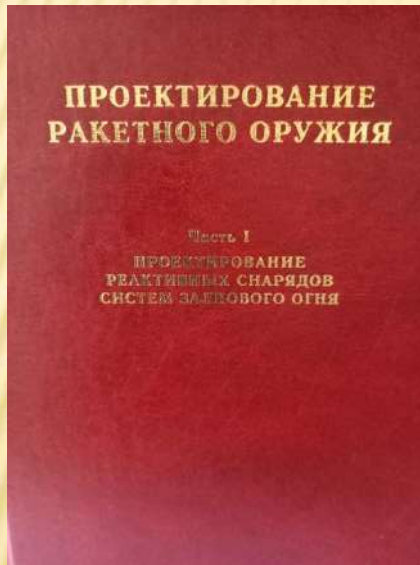 ПРОЕКТИРОВАНИЕ
РАКЕТНОГО ОРУЖИЯ
Часть I
ПРОЕКТИРОВАНИЕ
РЕАКТИВНЫХ СНАРЯДОВ
СИСТЕМ ЗАЛПОВОГО ОГНЯ